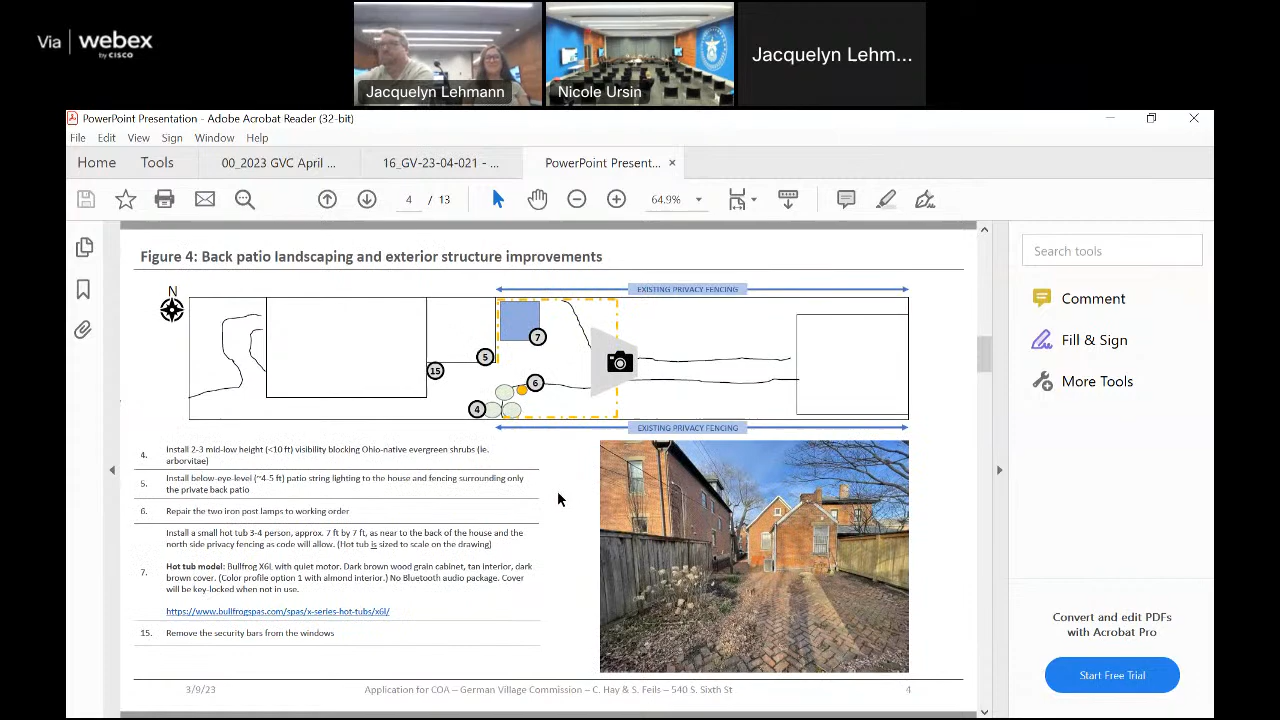 Via webex
by CISCO
Jacquelyn Lehmann
Nicole Ursin
Jacquelyn Lehm...
PowerPoint Presentation - Adobe Acrobat Reader (32-bit)
File Edit View Sign Window Help
Home Tools 00_2023 GVC April ... 16_GV-23-04-021 - ... PowerPoint Present... ×
4 / 13 64.9%
Figure 4: Back patio landscaping and exterior structure improvements
N
EXISTING PRIVACY FENCING
7
5
15
6
4
EXISTING PRIVACY FENCING
4. Install 2-3 mid-low height (<10 ft) visibility blocking Ohio-native evergreen shrubs (ie.
arborvitae)
5. Install below-eye-level (~4-5 ft) patio string lighting to the house and fencing surrounding only
the private back patio
6. Repair the two iron post lamps to working order
Install a small hot tub 3-4 person, approx. 7 ft by 7 ft, as near to the back of the house and the
north side privacy fencing as code will allow. (Hot tub is sized to scale on the drawing)
7. Hot tub model: Bullfrog X6L with quiet motor. Dark brown wood grain cabinet, tan interior, dark
brown cover. (Color profile option 1 with almond interior.) No Bluetooth audio package. Cover
will be key-locked when not in use.
https://www.bullfrogspas.com/spas/x-series-hot-tubs/x6l/
15. Remove the security bars from the windows
3/9/23 Application for COA – German Village Commission – C. Hay & S. Feils – 540 S. Sixth St 4
Search tools
Comment
Fill & Sign
More Tools
Convert and edit PDFs
with Acrobat Pro
Start Free Trial